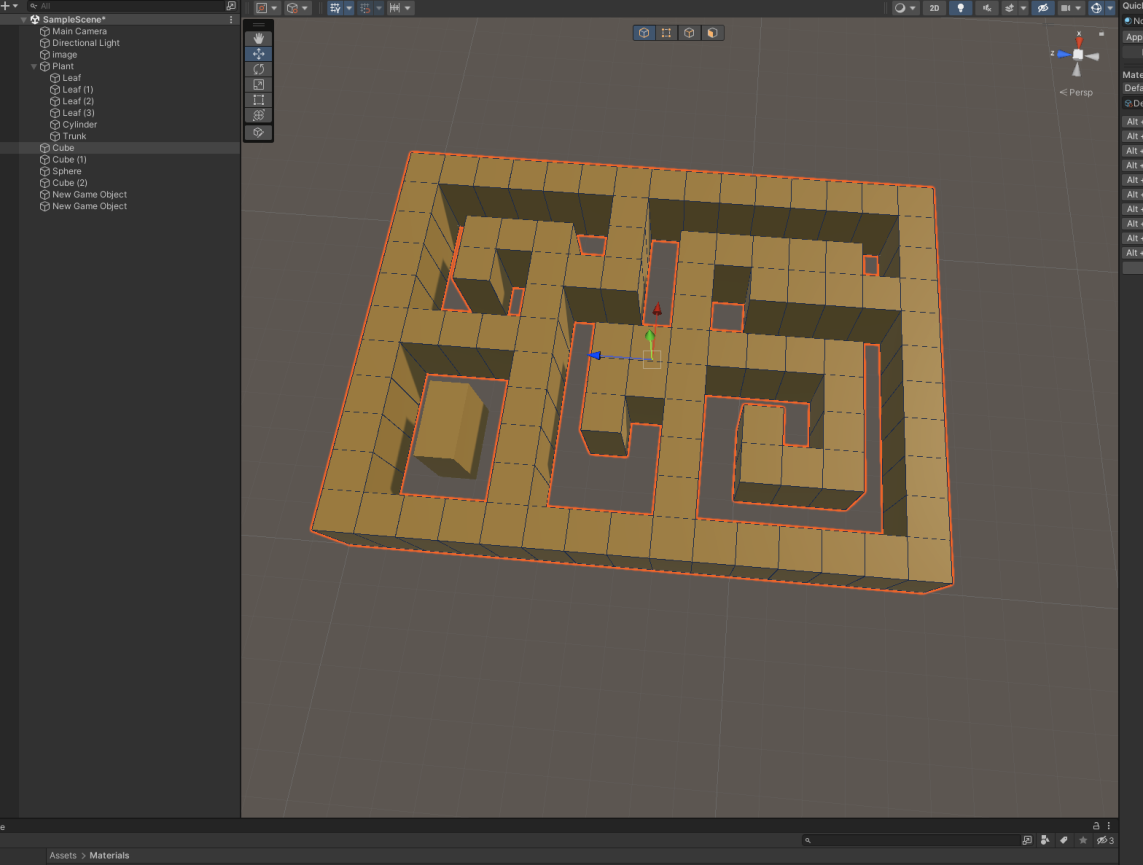 All
SampleScene*
Main Camera
Directional Light
image
Plant
Leaf
Leaf (1)
Leaf (2)
Leaf (3)
Cylinder
Trunk
Cube
Cube (1)
Sphere
Cube (2)
New Game Object
New Game Object
2D
x
z
< Persp
Quick
No
App
Mate
Defa
De
Alt +
Alt +
Alt +
Alt +
Alt +
Alt +
Alt +
Alt +
Alt +
Alt +
e
3
Assets > Materials